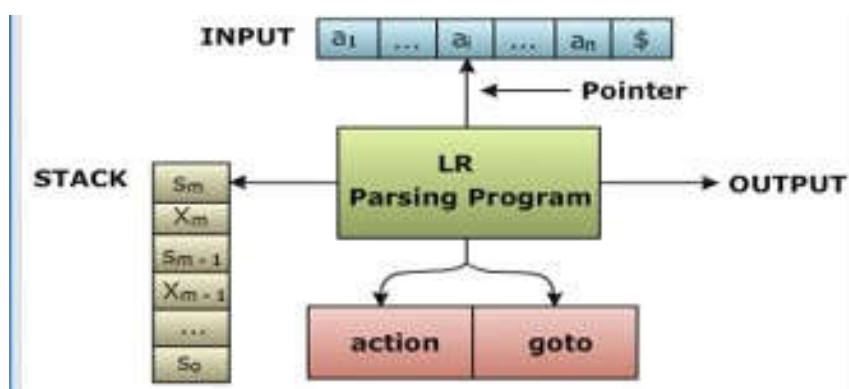 INPUT a₁ ... aᵢ ... aₙ $
Pointer
LR
Parsing Program
STACK
OUTPUT
sₘ
Xₘ
sₘ₋₁
Xₘ₋₁
...
s₀
action goto